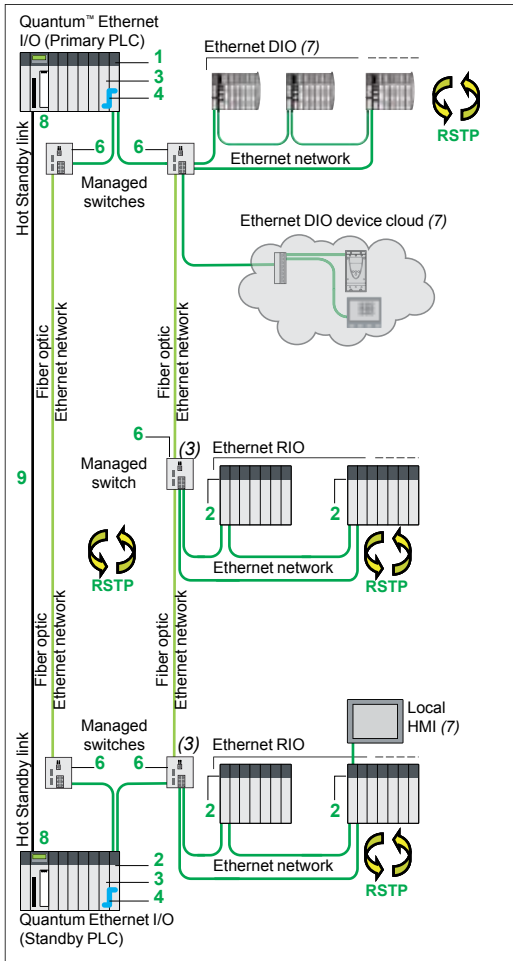 Quantum™ Ethernet
I/O (Primary PLC)
1
3
4
Ethernet DIO (7)
RSTP
Ethernet network
8
6
6
Managed
switches
Hot Standby link
Ethernet DIO device cloud (7)
Fiber optic
Ethernet network
Fiber optic
Ethernet network
6
(3)
Managed
switch
Ethernet RIO
9
2
2
Ethernet network
RSTP
RSTP
Fiber optic
Ethernet network
Fiber optic
Ethernet network
Local
HMI (7)
Managed
switches
(3)
Ethernet RIO
6
6
2
2
Hot Standby link
8
Ethernet network
RSTP
2
3
4
Quantum Ethernet I/O
(Standby PLC)